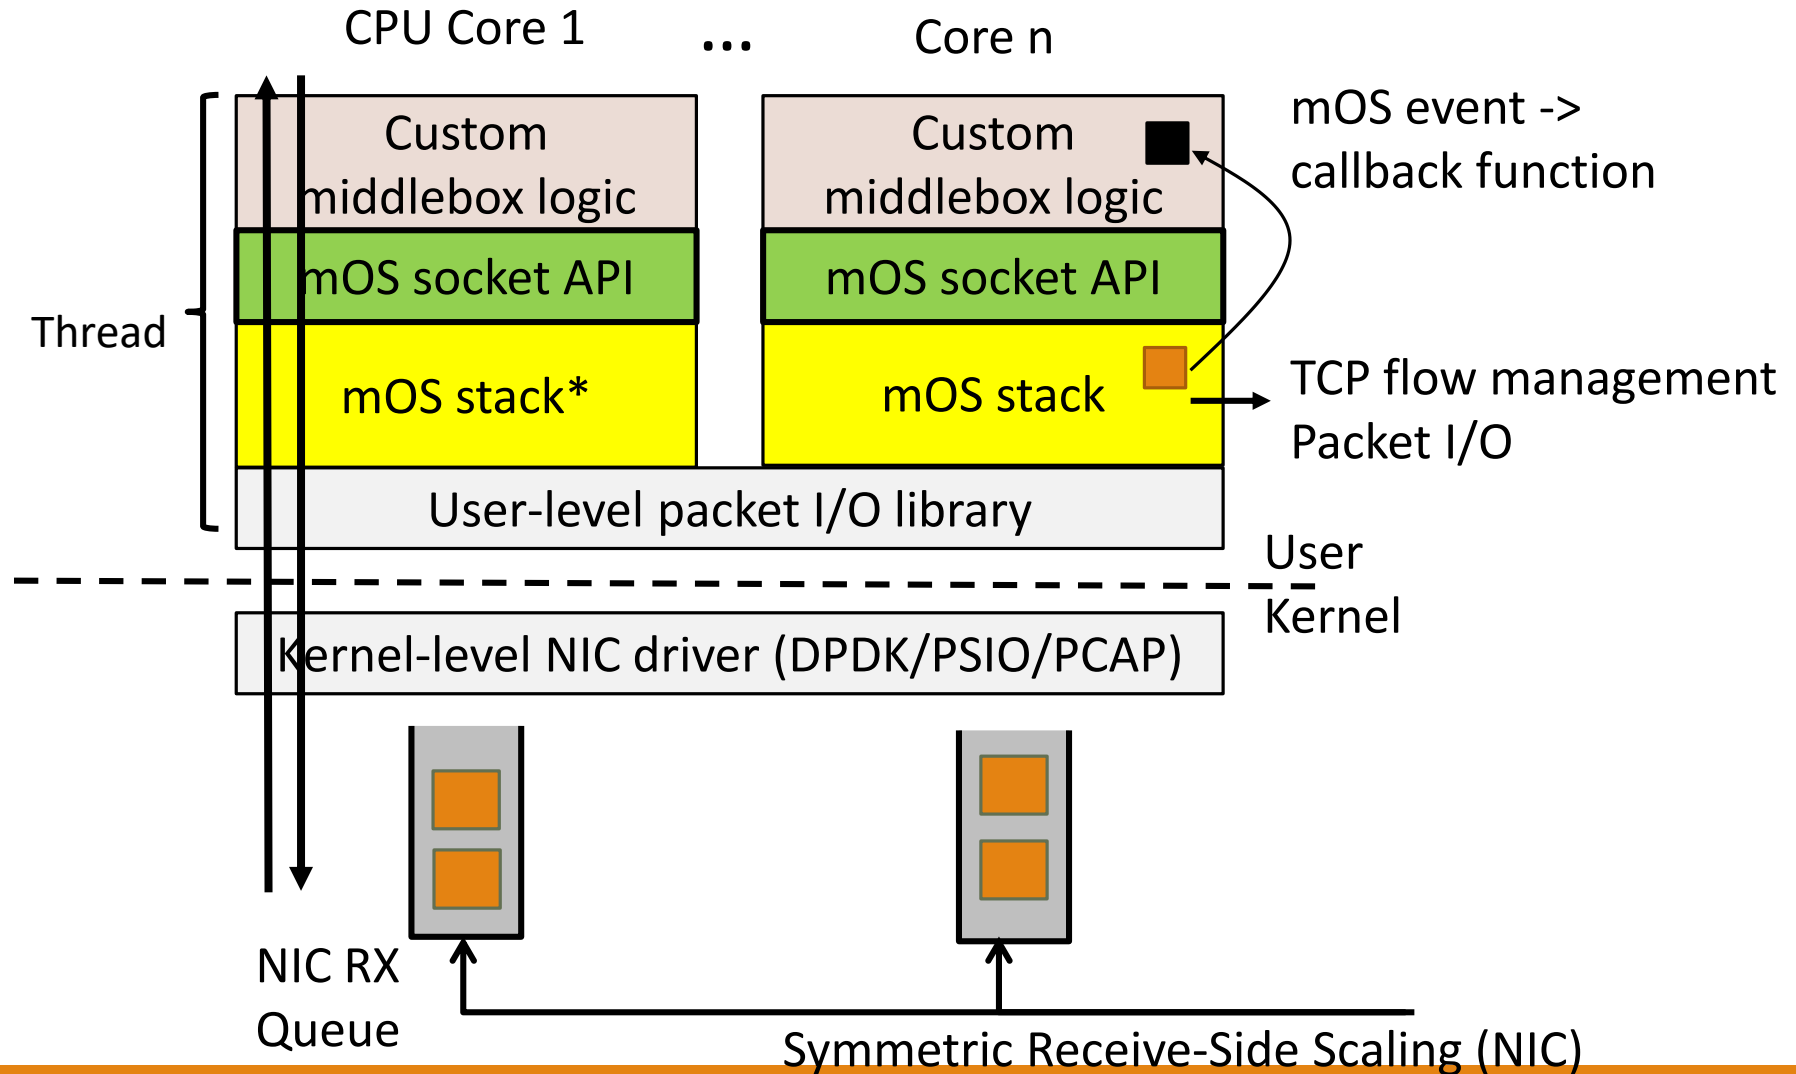 CPU Core 1
...
Core n
Custom
middlebox logic
Custom
middlebox logic
mOS event ->
callback function
mOS socket API
mOS socket API
Thread
mOS stack*
mOS stack
TCP flow management
Packet I/O
User-level packet I/O library
User
Kernel
Kernel-level NIC driver (DPDK/PSIO/PCAP)
NIC RX
Queue
Symmetric Receive-Side Scaling (NIC)